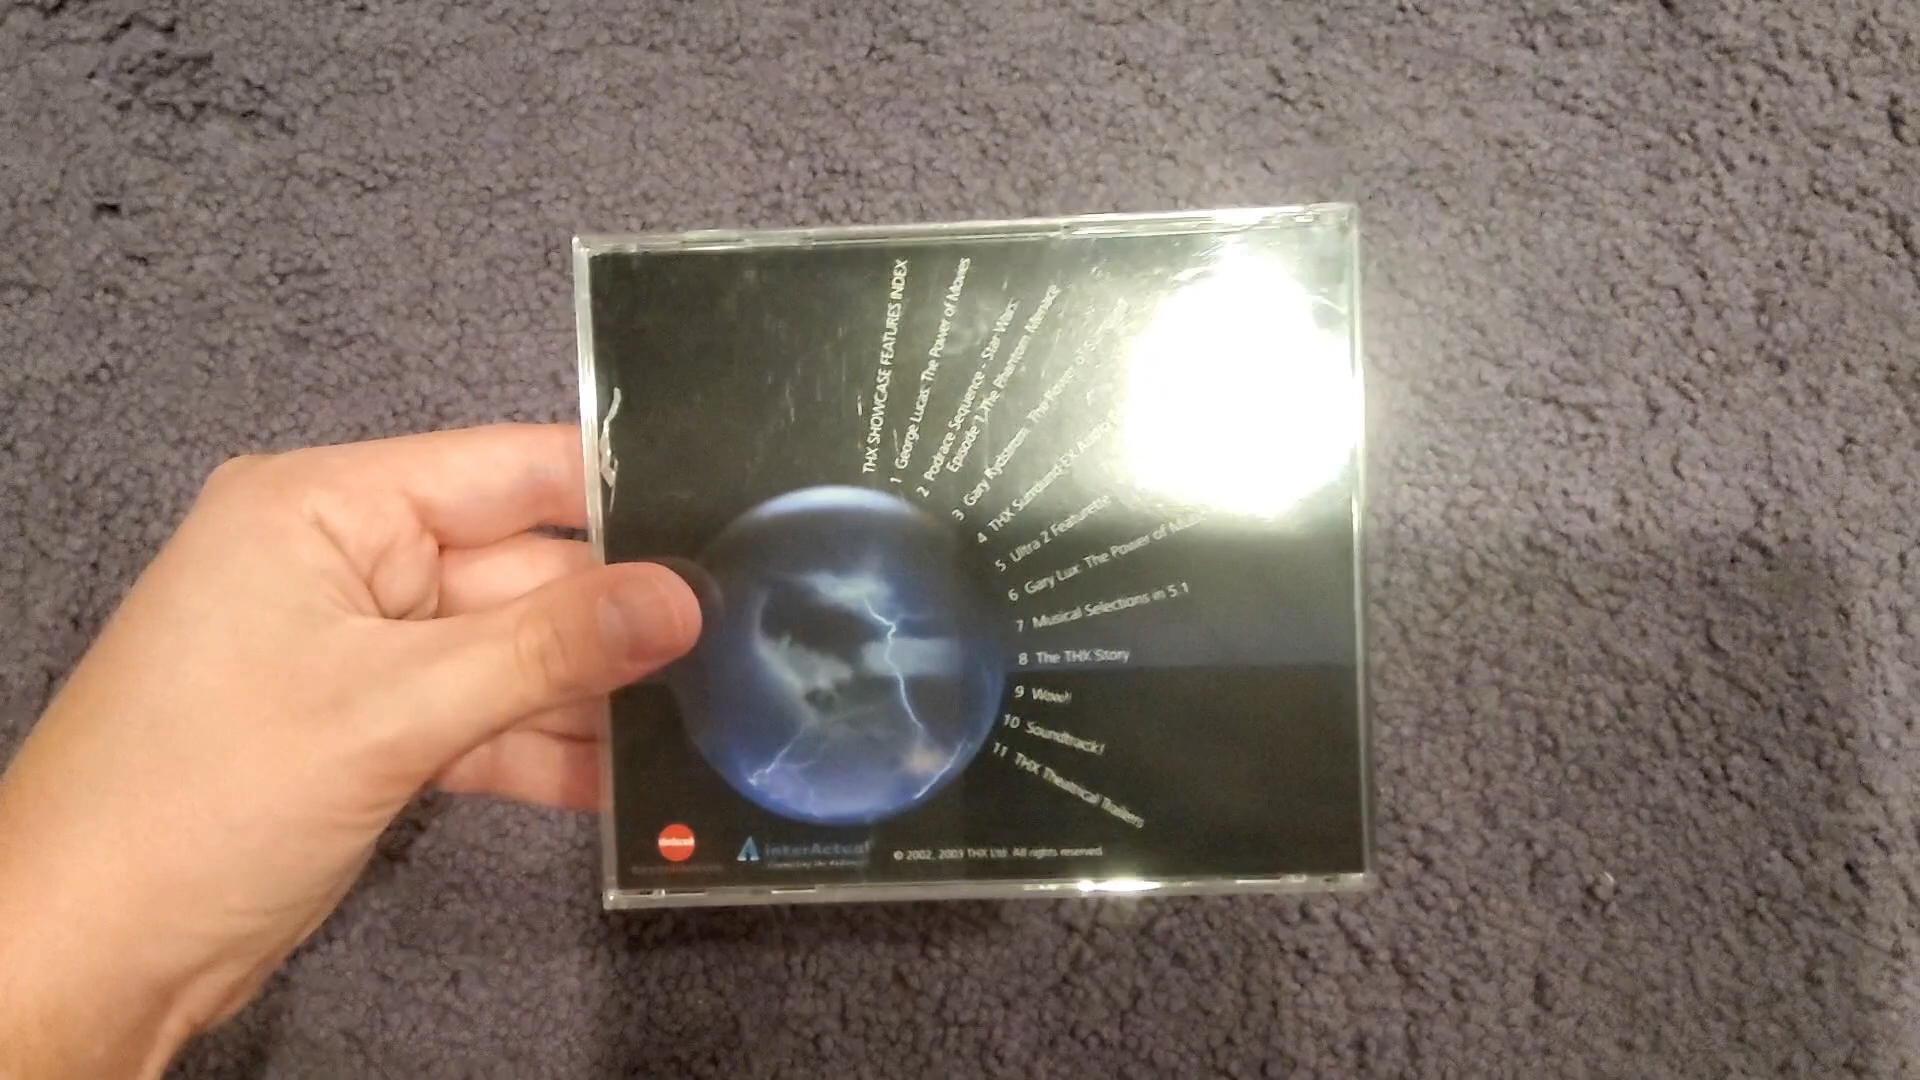 THX SHOWCASE FEATURES INDEX
1 George Lucas: The Power of Movies
2 Podrace Sequence - Star Wars:
Episode 1 The Phantom Menace
3 Gary Rydstrom: The Power of
4 THX Surround EX Audio
5 Ultra 2 Featurette
6 Gary Lux: The Power of
7 Musical Selections in 5.1
8 The THX Story
9 Wow!!
10 Soundtrack!
11 THX Theatrical Trailers
interActual
© 2002, 2003 THX Ltd. All rights reserved.